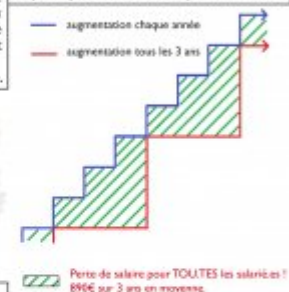 augmentation chaque année
augmentation tous les 3 ans
Perte de salaire pour TOU.TES les salarié.es !
890€ sur 3 ans en moyenne.